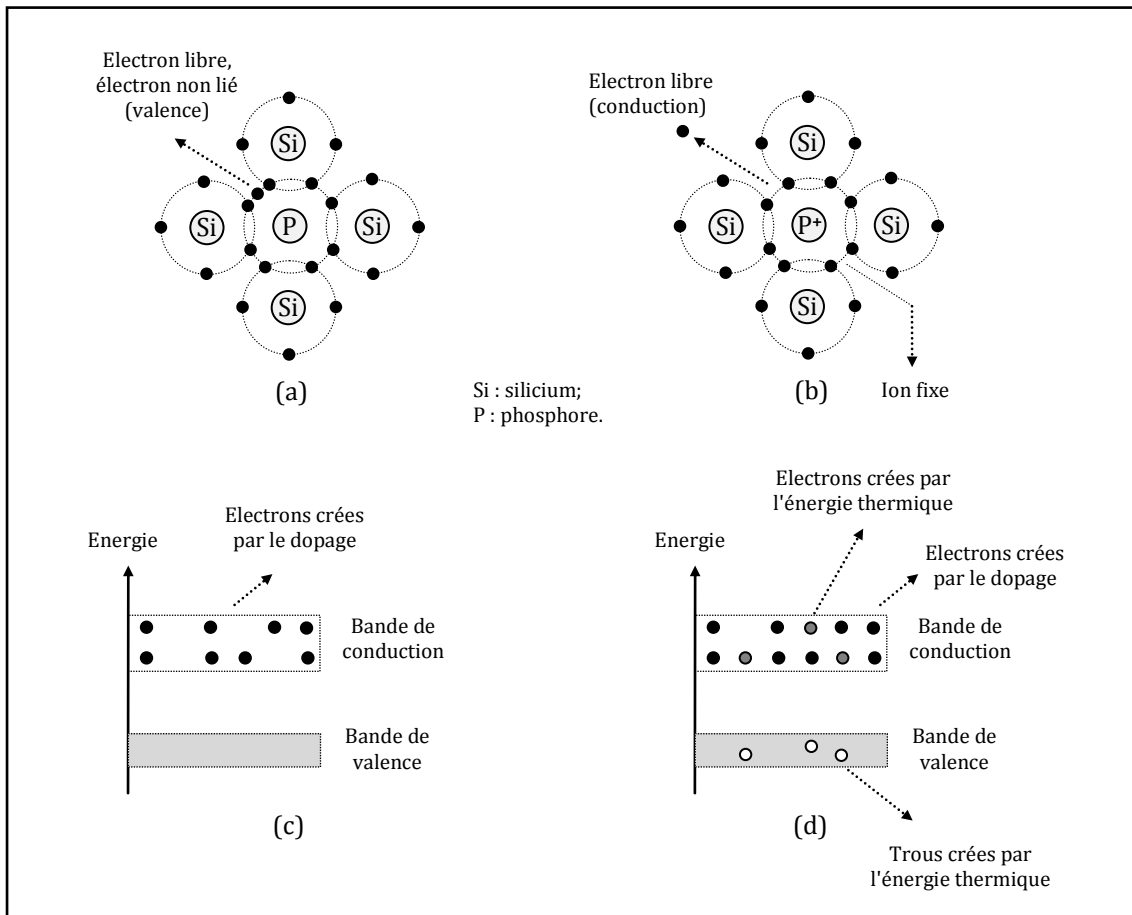 Electron libre,
électron non lié
(valence)
Si
Si
P
Si
Si
(a)
Electron libre
(conduction)
Si
Si
P+
Si
Si
Ion fixe
(b)
Si : silicium;
P : phosphore.
Energie
Electrons crées
par le dopage
Bande de
conduction
Bande de
valence
(c)
Energie
Electrons crées par
l'énergie thermique
Electrons crées
par le dopage
Bande de
conduction
Bande de
valence
(d)
Trous crées par
l'énergie thermique